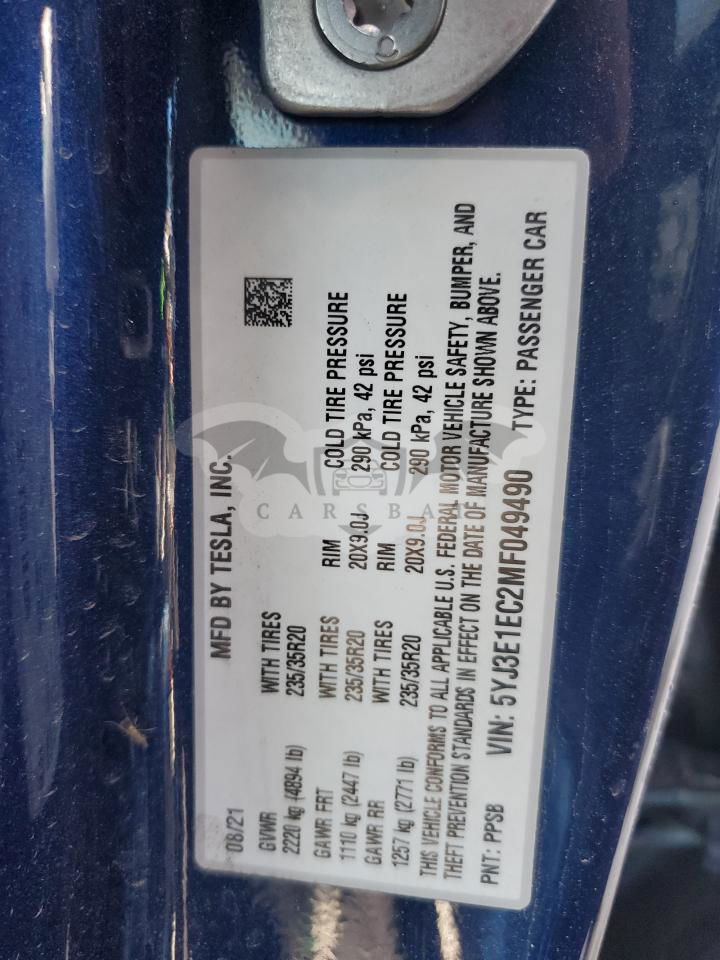 MFD BY TESLA, INC.
08/21
GVWR WITH TIRES
2220 kg (4894 lb) 235/35R20
GAWR FRT WITH TIRES RIM COLD TIRE PRESSURE
1110 kg (2447 lb) 235/35R20 20X9.0J 290 kPa, 42 psi
GAWR RR WITH TIRES RIM COLD TIRE PRESSURE
1257 kg (2771 lb) 235/35R20 20X9.0J 290 kPa, 42 psi
THIS VEHICLE CONFORMS TO ALL APPLICABLE U.S. FEDERAL MOTOR VEHICLE SAFETY, BUMPER, AND
THEFT PREVENTION STANDARDS IN EFFECT ON THE DATE OF MANUFACTURE SHOWN ABOVE.
PNT: PPSB VIN: 5YJ3E1EC2MF049490 TYPE: PASSENGER CAR